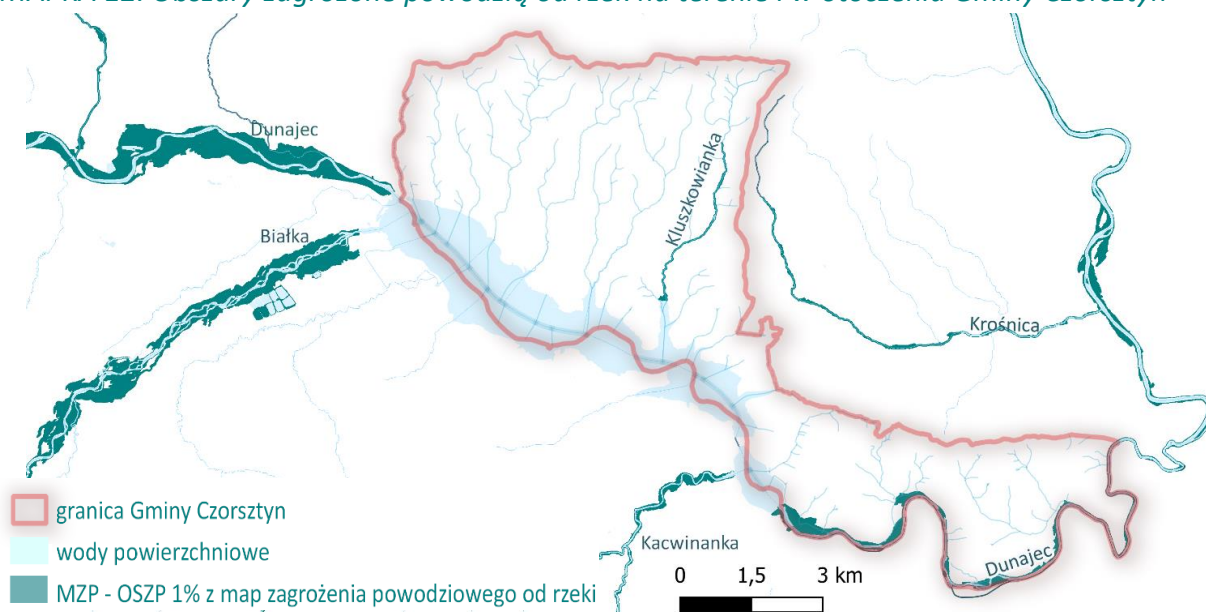 Dunajec
Białka
Kluszkowianka
Krośnica
granica Gminy Czorsztyn
wody powierzchniowe
MZP - OSZP 1% z map zagrożenia powodziowego od rzeki
Kacwinanka
0 1,5 3 km
Dunajec